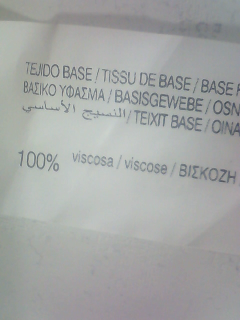 TEJIDO BASE / TISSU DE BASE / BASE
ΒΑΣΙΚΟ ΥΦΑΣΜΑ / BASISGEWEBE / OSN
النسيج الأساسي / TEIXIT BASE / OINA
100% viscosa / viscose / ΒΙΣΚΟΖΗ